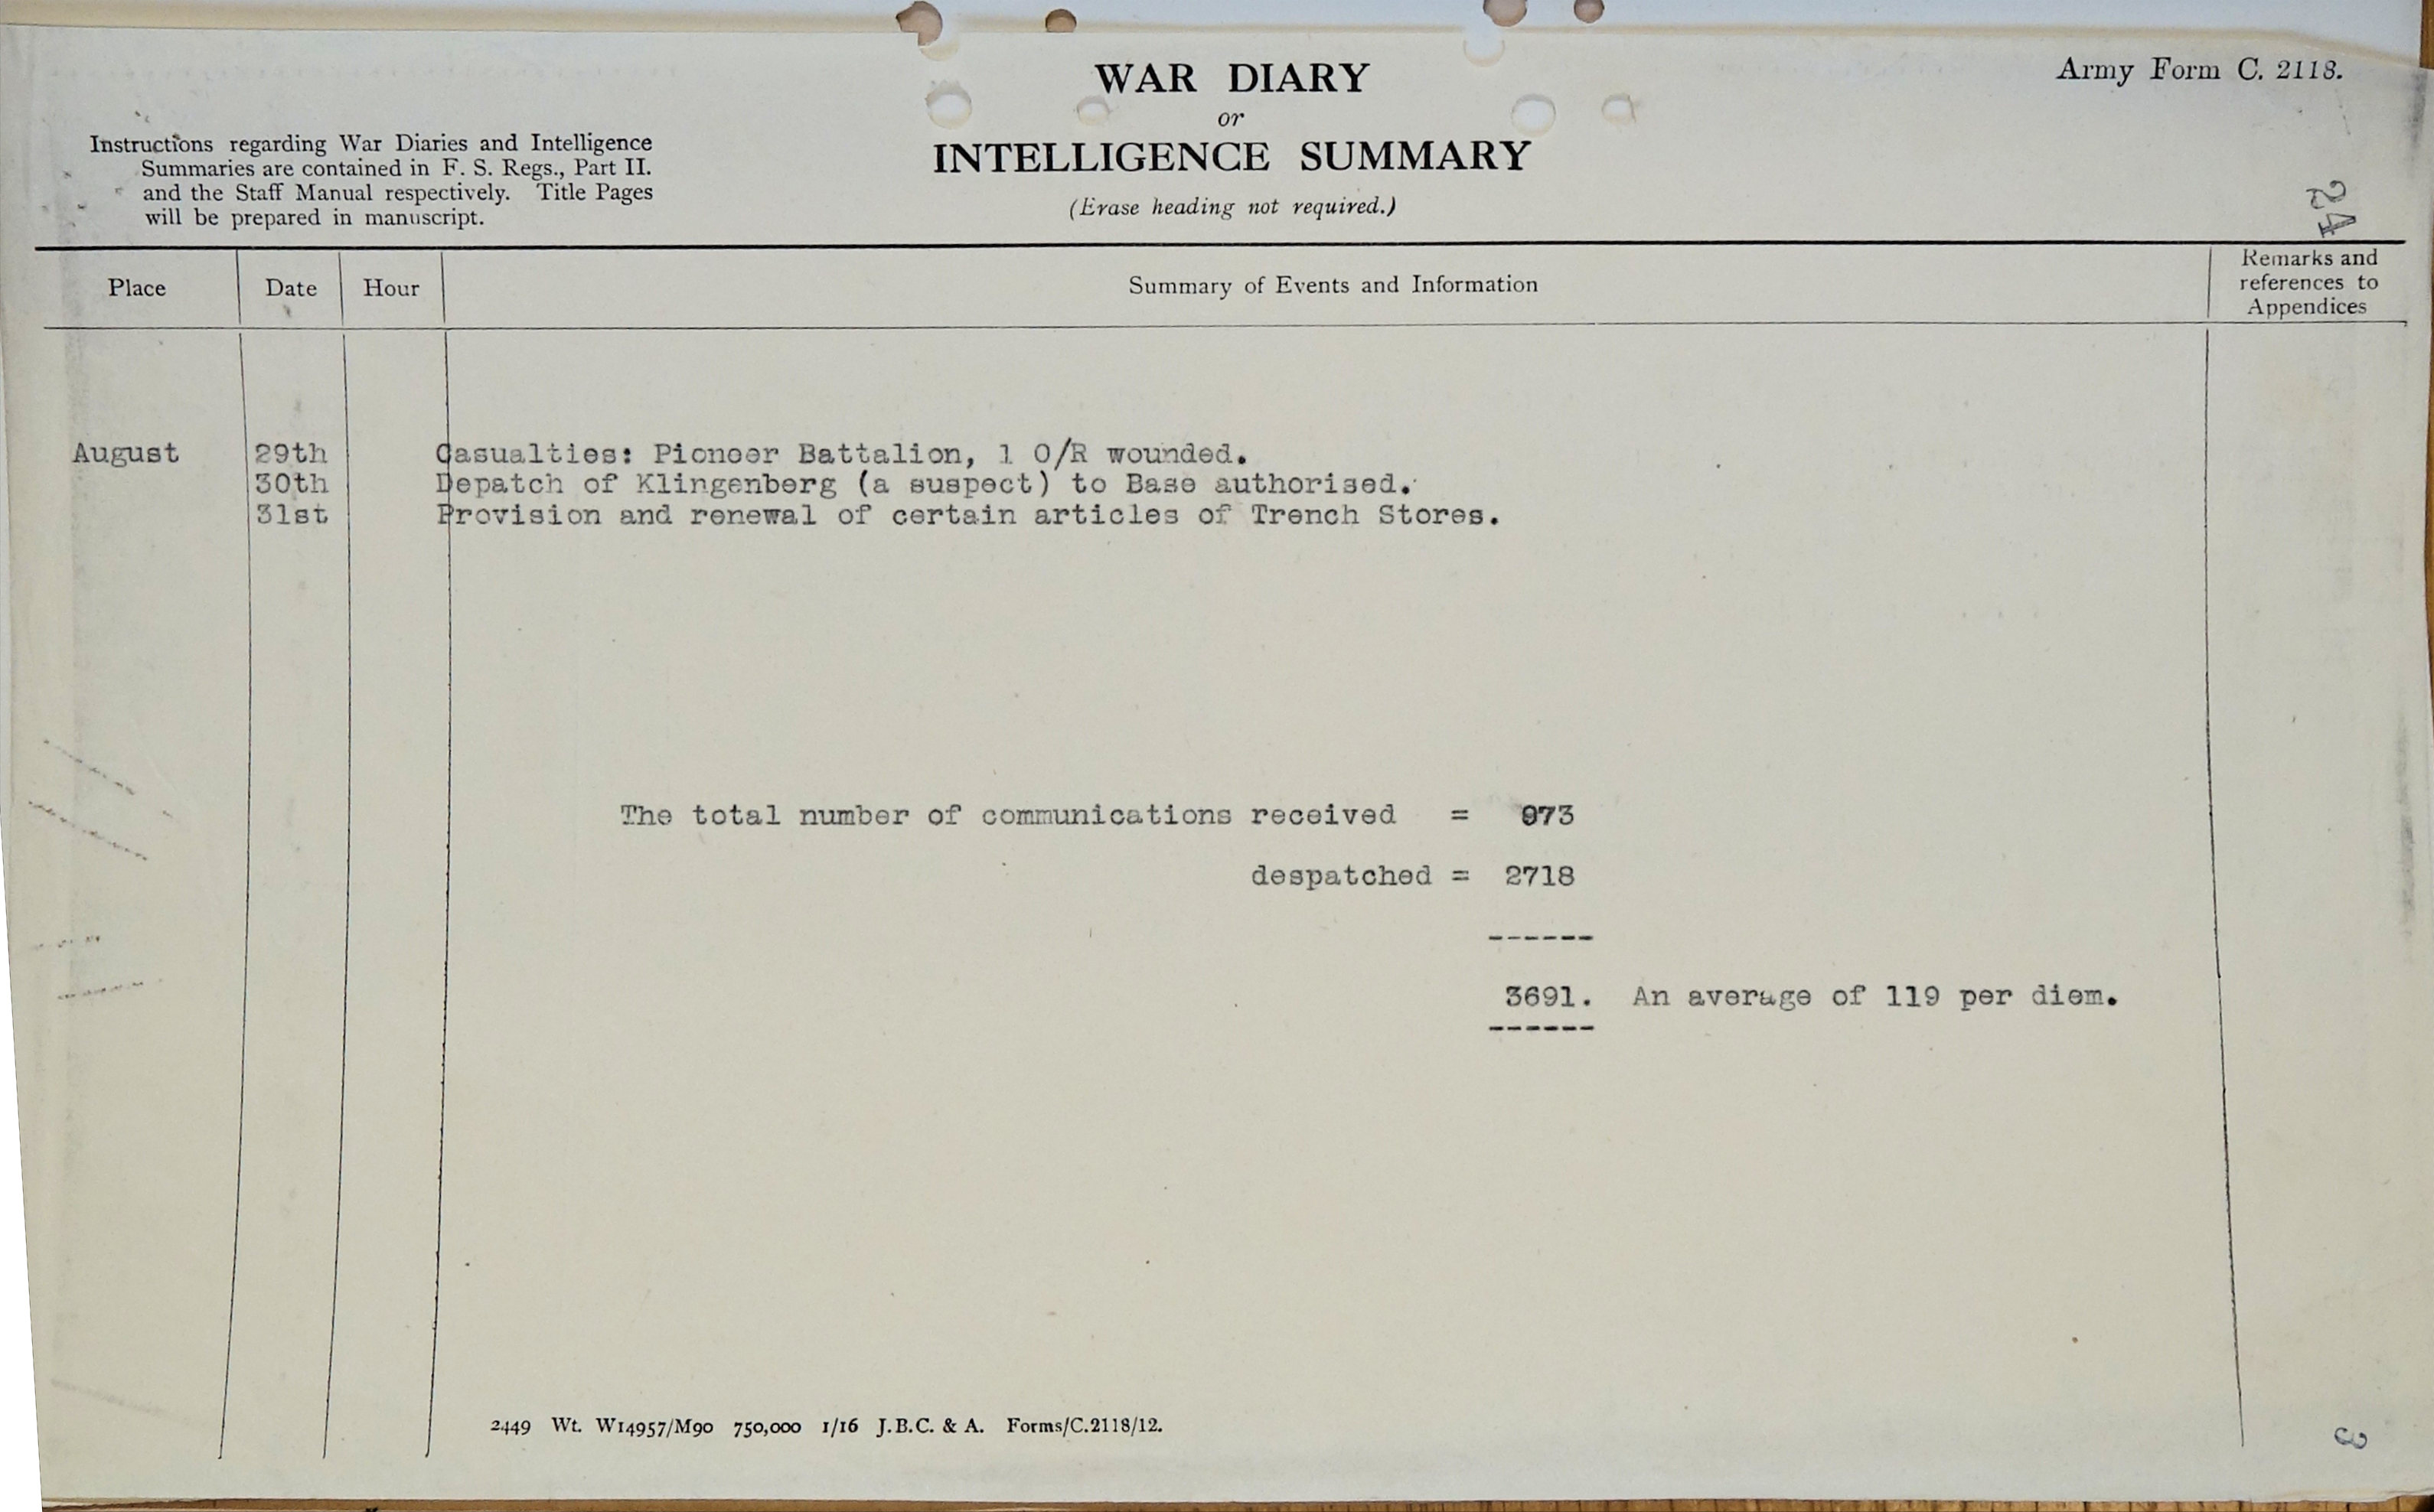 Army Form C. 2118.
WAR DIARY
or
INTELLIGENCE SUMMARY
(Erase heading not required.)
Instructions regarding War Diaries and Intelligence
Summaries are contained in F. S. Regs., Part II.
and the Staff Manual respectively. Title Pages
will be prepared in manuscript.
24
Place Date Hour Summary of Events and Information Remarks and
references to
Appendices
August 29th Casualties: Pioneer Battalion, 1 O/R wounded.
30th Depatch of Klingenberg (a suspect) to Base authorised.
31st Provision and renewal of certain articles of Trench Stores.
The total number of communications received = 973
despatched = 2718
------
3691. An average of 119 per diem.
------
2449 Wt. W14957/M90 750,000 1/16 J.B.C. & A. Forms/C.2118/12.
3